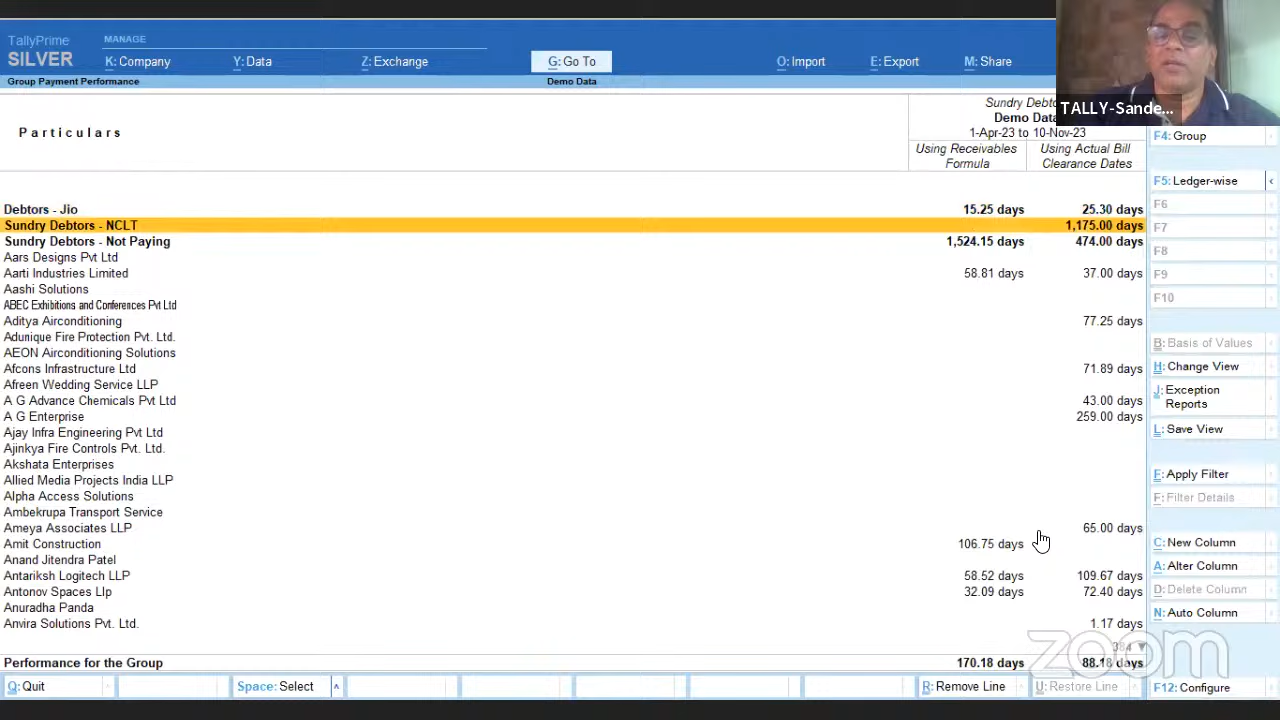 TallyPrime
SILVER
MANAGE
K: Company
Y: Data
Z: Exchange
G: Go To
O: Import
E: Export
M: Share
Group Payment Performance
Demo Data
TALLY-Sande...
Particulars
Sundry Debto
Demo Data
1-Apr-23 to 10-Nov-23
Using Receivables Formula
Using Actual Bill Clearance Dates
Debtors - Jio 15.25 days 25.30 days
Sundry Debtors - NCLT 1,175.00 days
Sundry Debtors - Not Paying 1,524.15 days 474.00 days
Aars Designs Pvt Ltd
Aarti Industries Limited 58.81 days 37.00 days
Aashi Solutions
ABEC Exhibitions and Conferences Pvt Ltd
Aditya Airconditioning 77.25 days
Adunique Fire Protection Pvt. Ltd.
AEON Airconditioning Solutions
Afcons Infrastructure Ltd 71.89 days
Afreen Wedding Service LLP
A G Advance Chemicals Pvt Ltd 43.00 days
A G Enterprise 259.00 days
Ajay Infra Engineering Pvt Ltd
Ajinkya Fire Controls Pvt. Ltd.
Akshata Enterprises
Allied Media Projects India LLP
Alpha Access Solutions
Ambekrupa Transport Service
Ameya Associates LLP 65.00 days
Amit Construction 106.75 days
Anand Jitendra Patel
Antariksh Logitech LLP 58.52 days 109.67 days
Antonov Spaces Llp 32.09 days 72.40 days
Anuradha Panda
Anvira Solutions Pvt. Ltd. 1.17 days
Performance for the Group 170.18 days 88.18 days
F4: Group
F5: Ledger-wise
F6
F7
F8
F9
F10
B: Basis of Values
H: Change View
J: Exception
Reports
L: Save View
F: Apply Filter
F: Filter Details
C: New Column
A: Alter Column
D: Delete Column
N: Auto Column
zoom
Q: Quit
Space: Select
R: Remove Line
U: Restore Line
F12: Configure